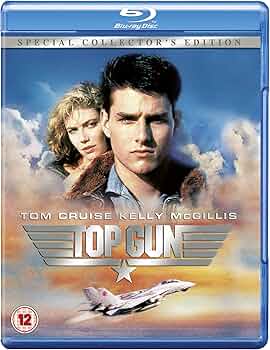 Blu-ray Disc
SPECIAL COLLECTOR'S EDITION
TOM CRUISE KELLY McGILLIS
TOP GUN
12